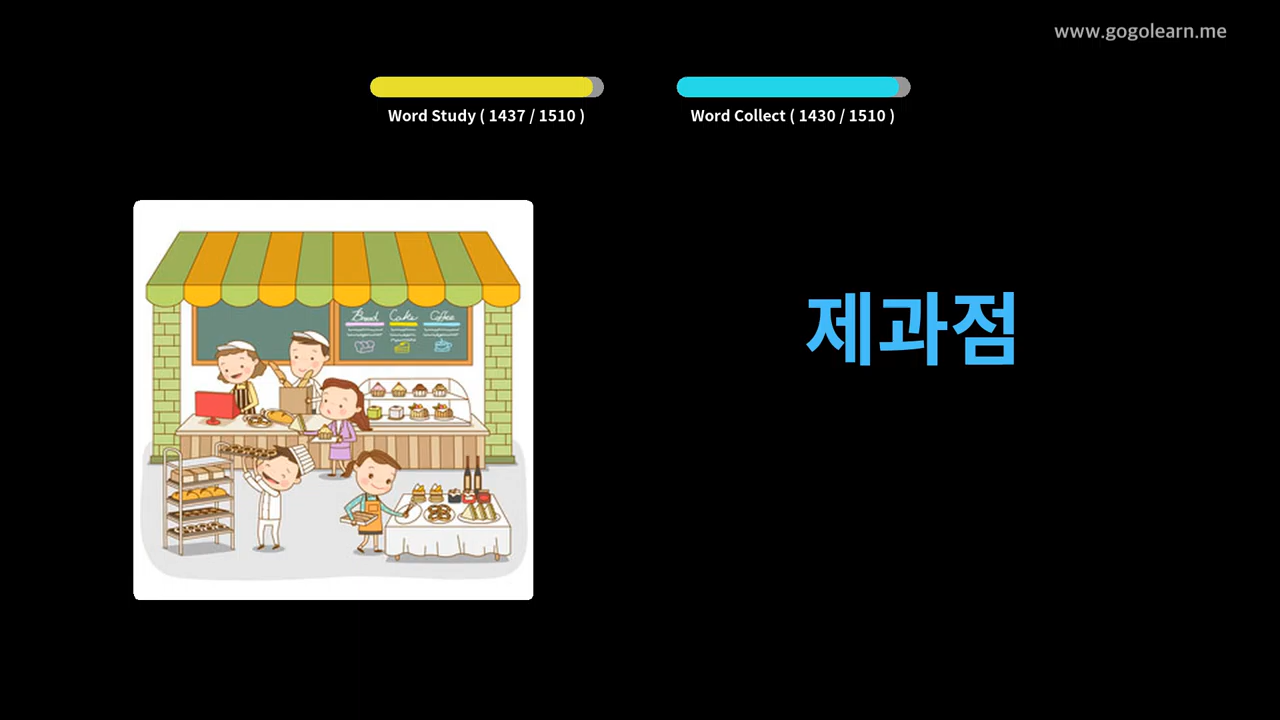 www.gogolearn.me
Word Study ( 1437 / 1510 )
Word Collect ( 1430 / 1510 )
Bread Cake Coffee
제과점